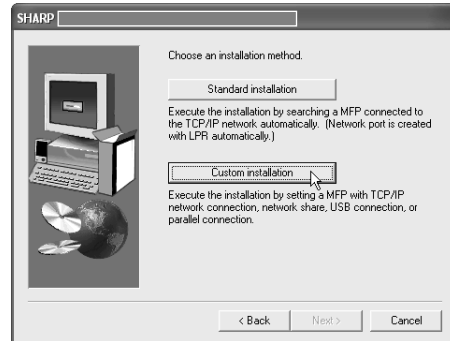 SHARP
Choose an installation method.
Standard installation
Execute the installation by searching a MFP connected to
the TCP/IP network automatically. (Network port is created
with LPR automatically.)
Custom installation
Execute the installation by setting a MFP with TCP/IP
network connection, network share, USB connection, or
parallel connection.
< Back Next > Cancel